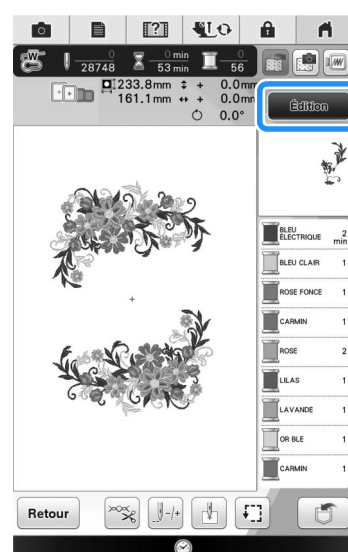 [?]
W
0
28748
0 min
53 min
0
56
233.8mm ↕ + 0.0mm
161.1mm ↔ + 0.0mm
0.0°
Édition
BLEU ÉLECTRIQUE 2 min
BLEU CLAIR 1
ROSE FONCE 1
CARMIN 1
ROSE 2
LILAS 1
LAVANDE 1
OR BLE 1
CARMIN 1
Retour
-/+